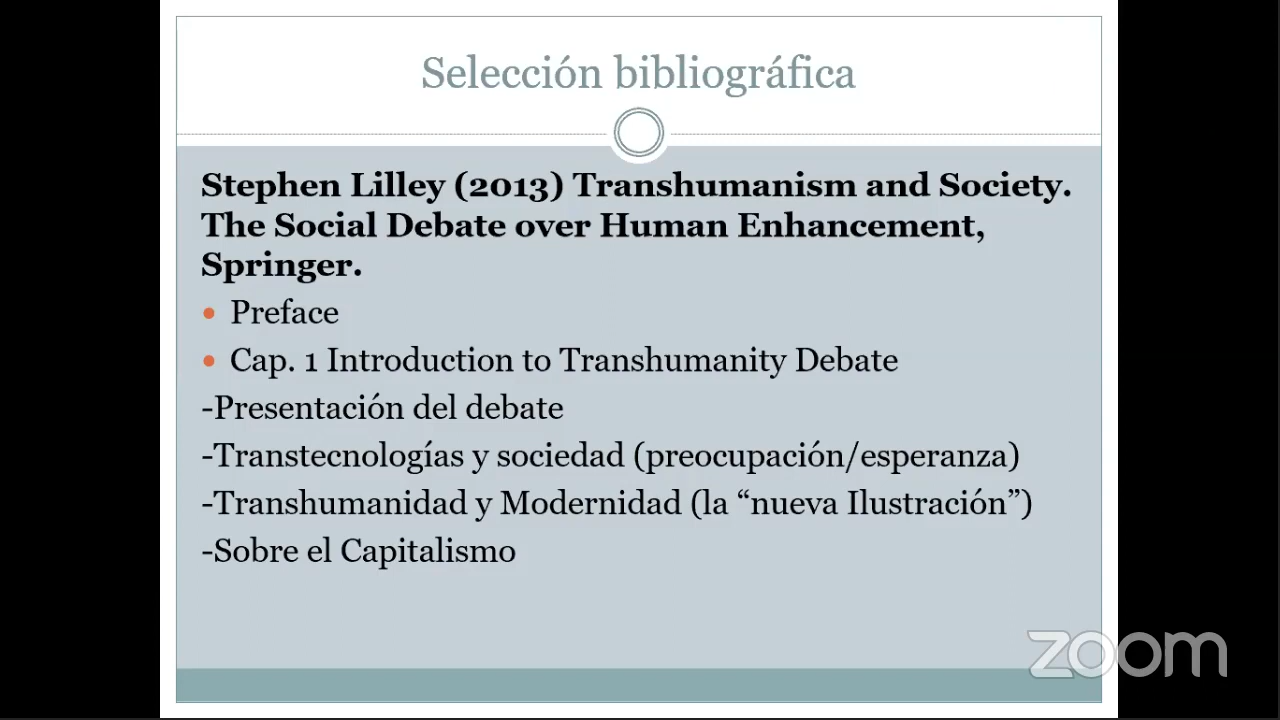 Selección bibliográfica
Stephen Lilley (2013) Transhumanism and Society.
The Social Debate over Human Enhancement,
Springer.
• Preface
• Cap. 1 Introduction to Transhumanity Debate
-Presentación del debate
-Transtecnologías y sociedad (preocupación/esperanza)
-Transhumanidad y Modernidad (la “nueva Ilustración”)
-Sobre el Capitalismo
zoom